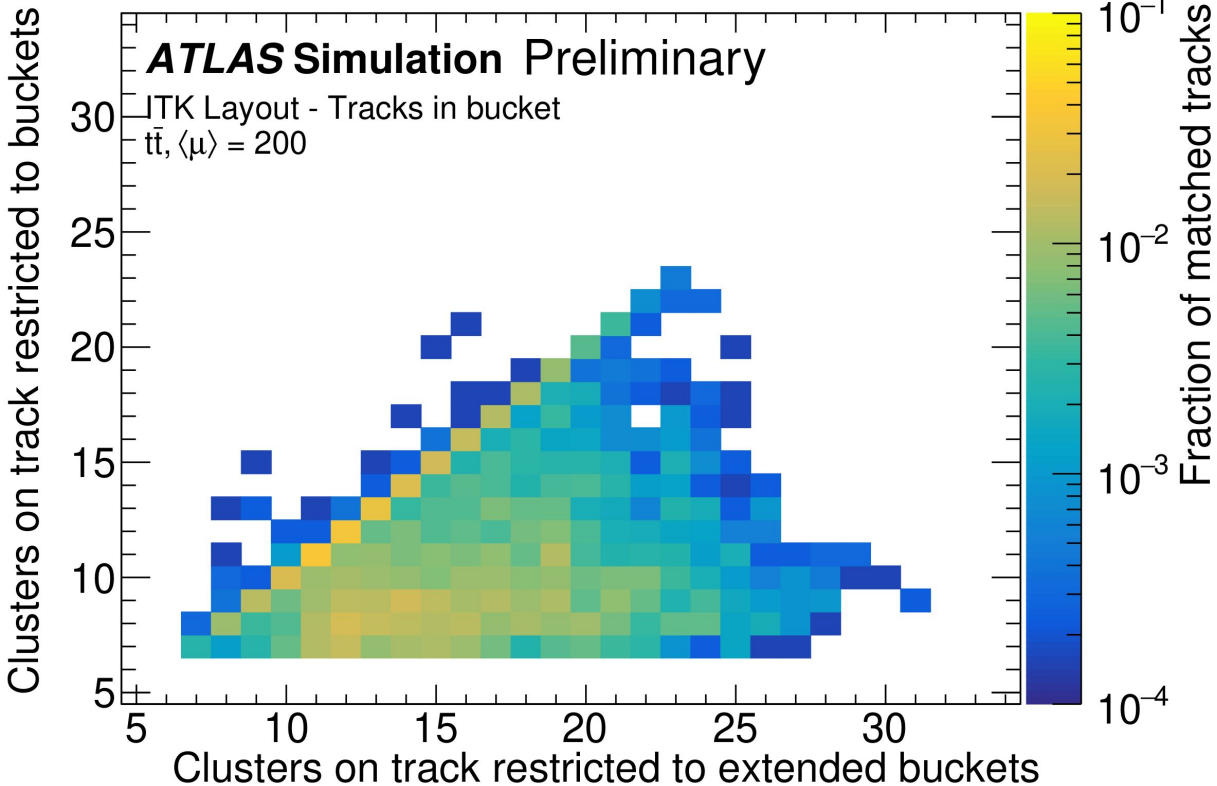 ATLAS Simulation Preliminary
ITK Layout - Tracks in bucket
tt̄, ⟨μ⟩ = 200
Clusters on track restricted to buckets
30
25
20
15
10
5
5 10 15 20 25 30
Clusters on track restricted to extended buckets
10⁻¹
10⁻²
10⁻³
10⁻⁴
Fraction of matched tracks